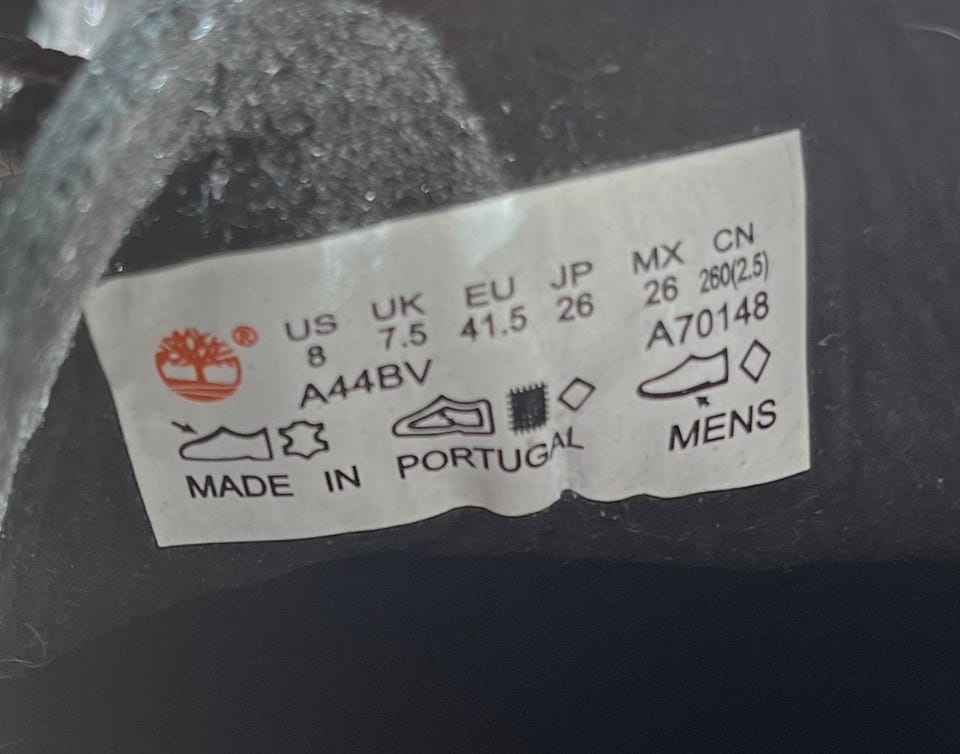 ® US UK EU JP MX CN
8 7.5 41.5 26 26 260(2.5)
A44BV A70148
MADE IN PORTUGAL MENS